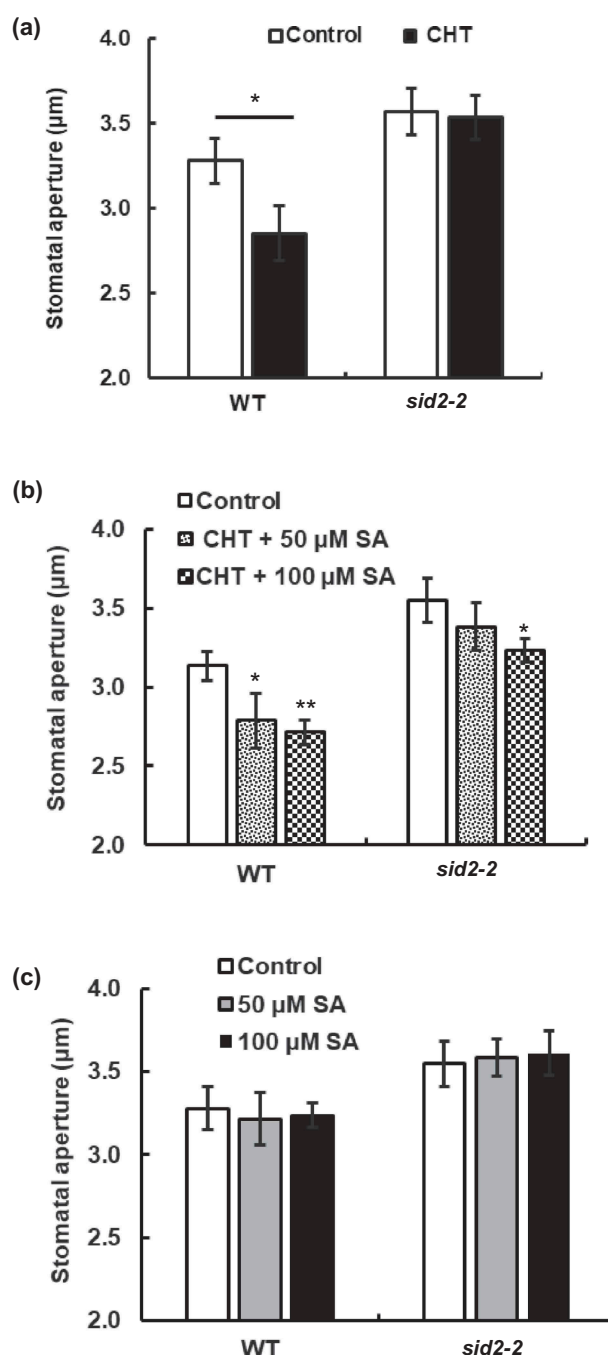 (a)
Control CHT
Stomatal aperture (µm)
4.0
3.5
3.0
2.5
2.0
*
WT sid2-2
(b)
Control
CHT + 50 µM SA
CHT + 100 µM SA
Stomatal aperture (µm)
4.0
3.5
3.0
2.5
2.0
* ** *
WT sid2-2
(c)
Control
50 µM SA
100 µM SA
Stomatal aperture (µm)
4.0
3.5
3.0
2.5
2.0
WT sid2-2